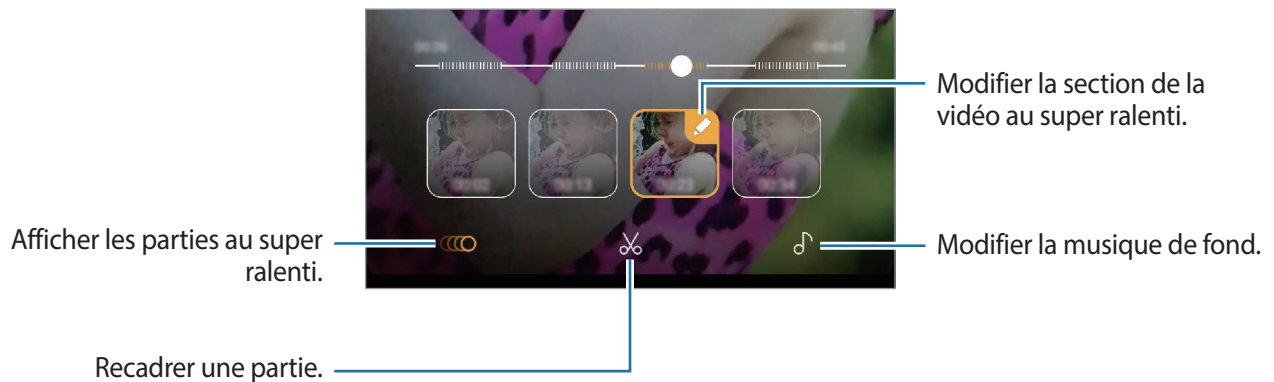 Modifier la section de la
vidéo au super ralenti.
Afficher les parties au super
ralenti.
Modifier la musique de fond.
Recadrer une partie.